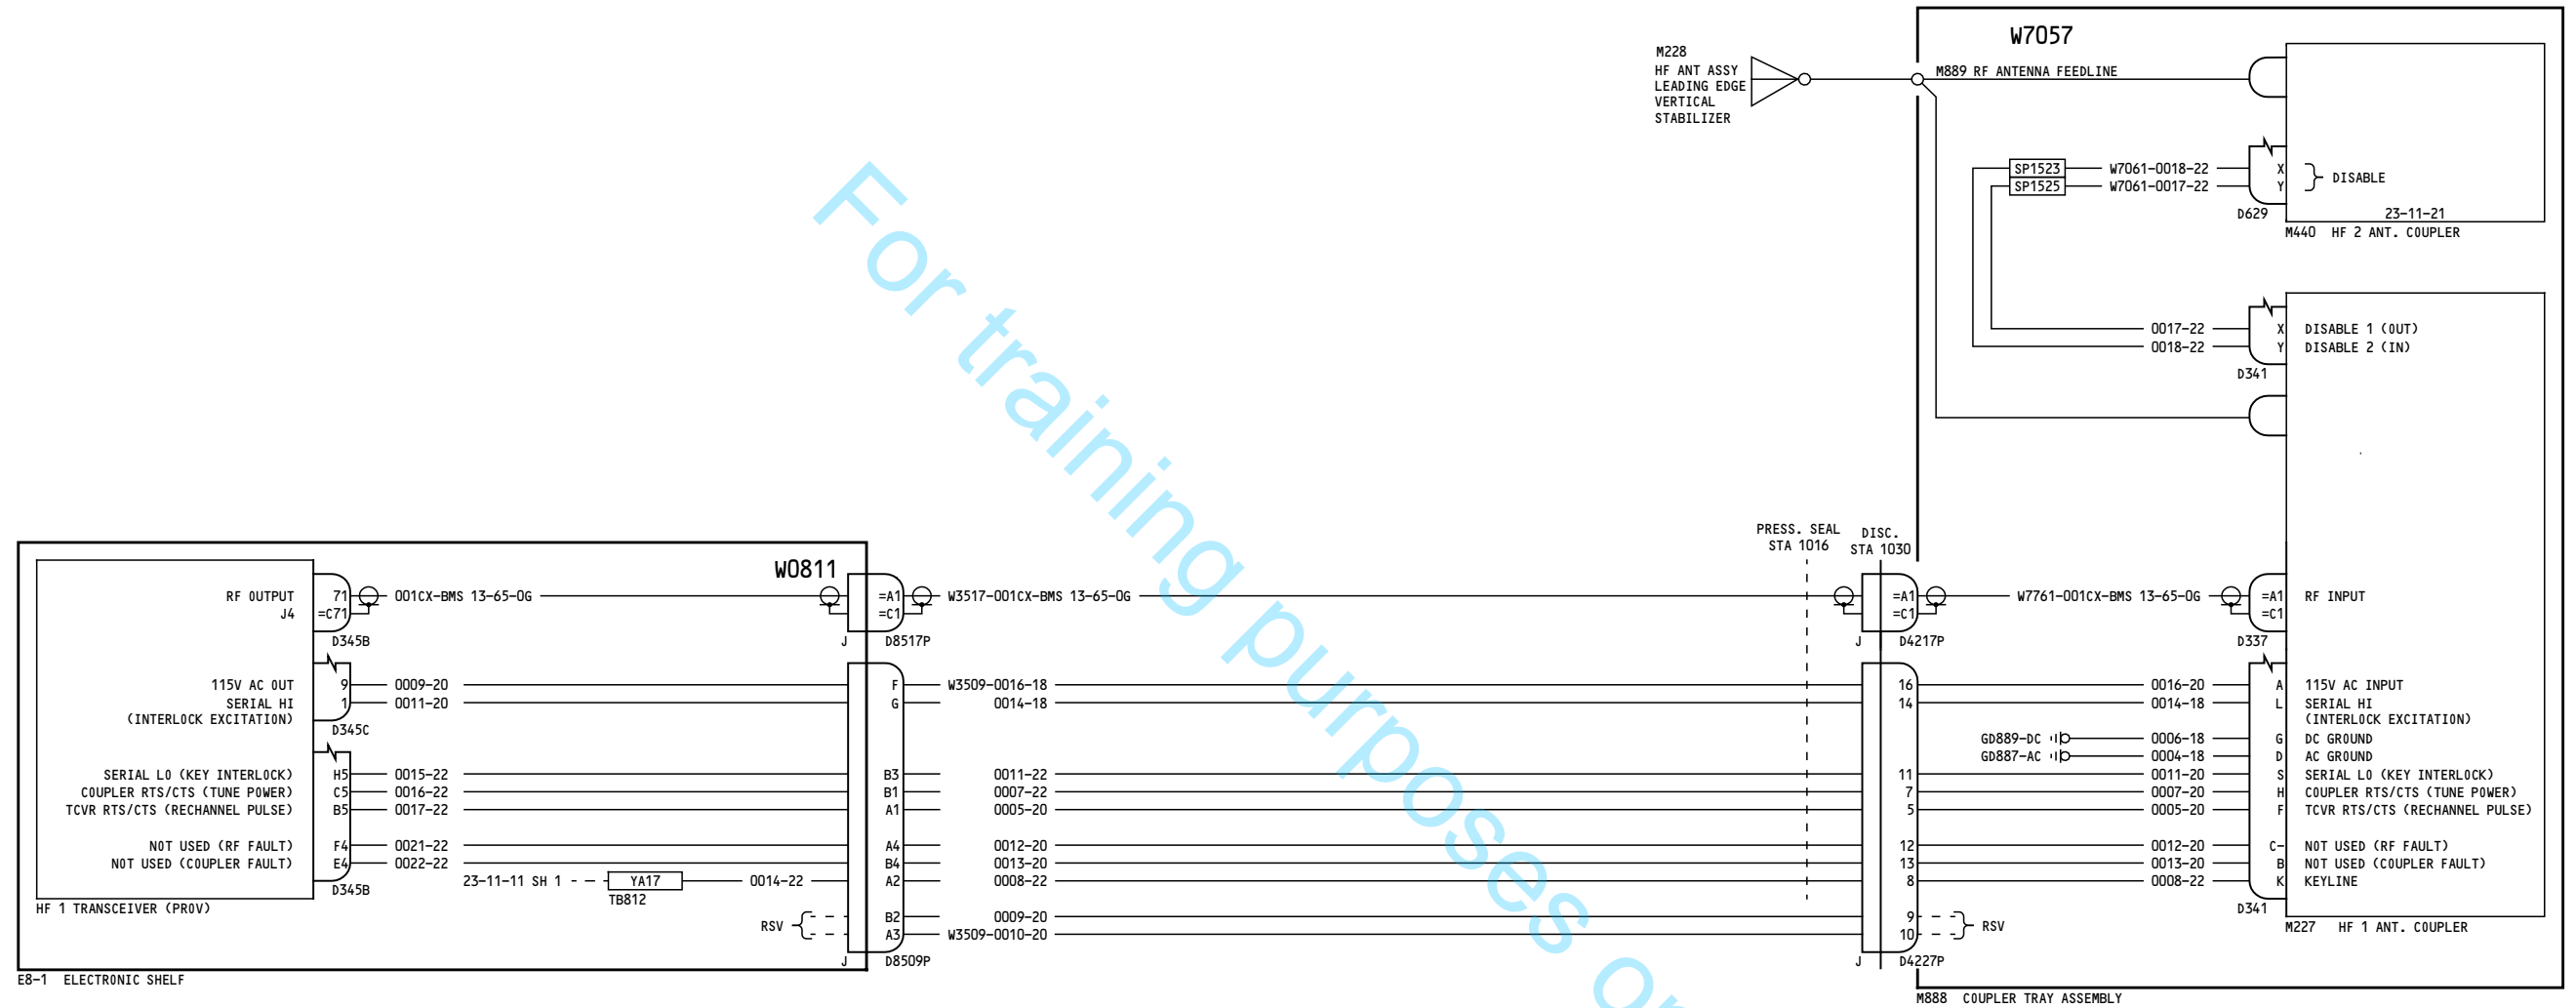 W7057
M228
HF ANT ASSY
LEADING EDGE
VERTICAL
STABILIZER
M889 RF ANTENNA FEEDLINE
SP1523 W7061-0018-22 X
SP1525 W7061-0017-22 Y
DISABLE
D629
23-11-21
M440 HF 2 ANT. COUPLER
0017-22 X DISABLE 1 (OUT)
0018-22 Y DISABLE 2 (IN)
D341
PRESS. SEAL
STA 1016
DISC.
STA 1030
W0811
RF OUTPUT 71 001CX-BMS 13-65-0G =A1 W3517-001CX-BMS 13-65-0G =A1 W7761-001CX-BMS 13-65-0G =A1 RF INPUT
J4 =C71 =C1 =C1 =C1
D345B J D8517P J D4217P D337
115V AC OUT 9 0009-20 F W3509-0016-18 16 0016-20 A 115V AC INPUT
SERIAL HI 1 0011-20 G 0014-18 14 0014-18 L SERIAL HI
(INTERLOCK EXCITATION) (INTERLOCK EXCITATION)
D345C
GD889-DC 0006-18 G DC GROUND
GD887-AC 0004-18 D AC GROUND
SERIAL LO (KEY INTERLOCK) H5 0015-22 B3 0011-22 11 0011-20 S SERIAL LO (KEY INTERLOCK)
COUPLER RTS/CTS (TUNE POWER) C5 0016-22 B1 0007-22 7 0007-20 H COUPLER RTS/CTS (TUNE POWER)
TCVR RTS/CTS (RECHANNEL PULSE) B5 0017-22 A1 0005-20 5 0005-20 F TCVR RTS/CTS (RECHANNEL PULSE)
NOT USED (RF FAULT) F4 0021-22 A4 0012-20 12 0012-20 C- NOT USED (RF FAULT)
NOT USED (COUPLER FAULT) E4 0022-22 B4 0013-20 13 0013-20 B NOT USED (COUPLER FAULT)
23-11-11 SH 1 YA17 0014-22 A2 0008-22 8 0008-22 K KEYLINE
D345B
TB812
HF 1 TRANSCEIVER (PROV)
D341
RSV B2 0009-20 9 RSV
A3 W3509-0010-20 10
M227 HF 1 ANT. COUPLER
J D8509P J D4227P
E8-1 ELECTRONIC SHELF
M888 COUPLER TRAY ASSEMBLY
For training purposes on